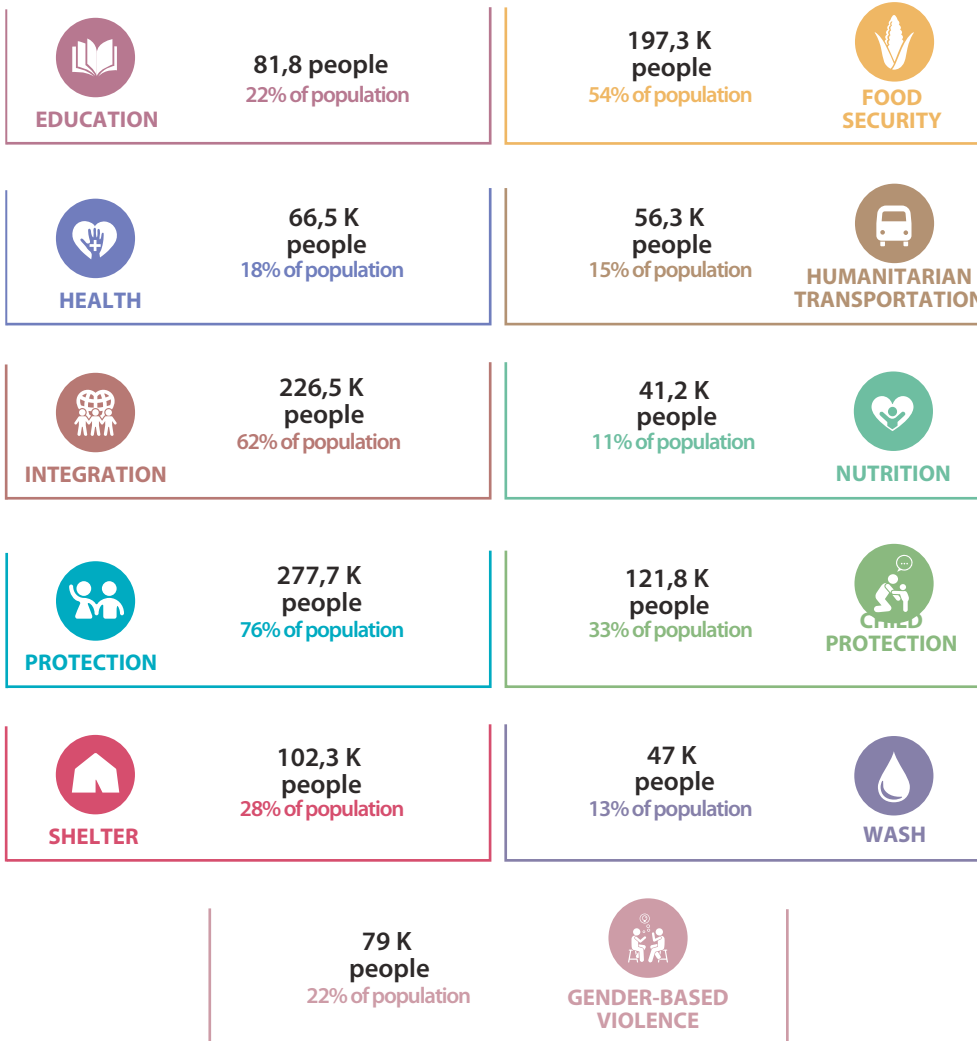 81,8 people
22% of population
EDUCATION
197,3 K
people
54% of population
FOOD
SECURITY
66,5 K
people
18% of population
HEALTH
56,3 K
people
15% of population
HUMANITARIAN
TRANSPORTATION
226,5 K
people
62% of population
INTEGRATION
41,2 K
people
11% of population
NUTRITION
277,7 K
people
76% of population
PROTECTION
121,8 K
people
33% of population
CHILD
PROTECTION
102,3 K
people
28% of population
SHELTER
47 K
people
13% of population
WASH
79 K
people
22% of population
GENDER-BASED
VIOLENCE